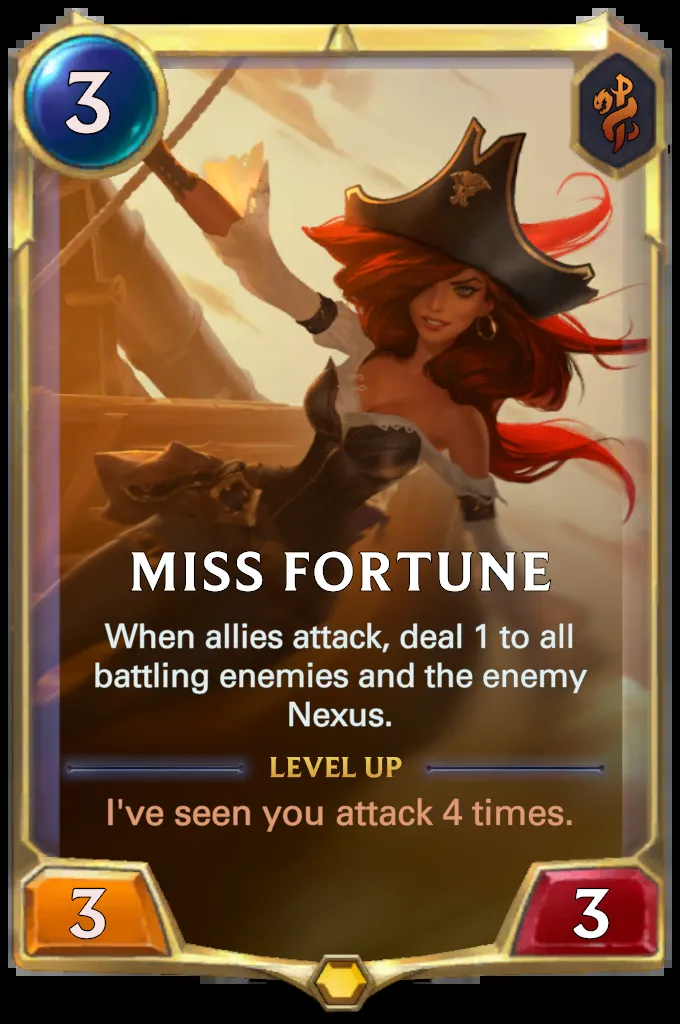 3
MISS FORTUNE
When allies attack, deal 1 to all
battling enemies and the enemy
Nexus.
LEVEL UP
I've seen you attack 4 times.
3
3